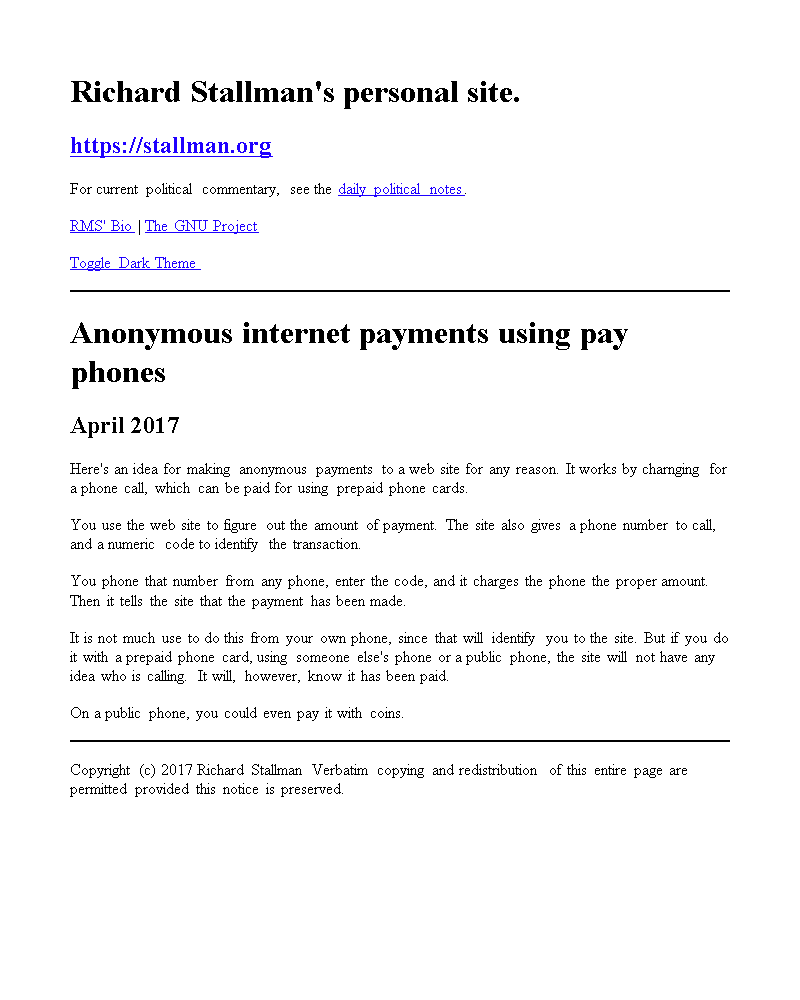 Richard Stallman's personal site.
https://stallman.org
For current political commentary, see the daily political notes.
RMS' Bio | The GNU Project
Toggle Dark Theme
Anonymous internet payments using pay
phones
April 2017
Here's an idea for making anonymous payments to a web site for any reason. It works by charnging for
a phone call, which can be paid for using prepaid phone cards.
You use the web site to figure out the amount of payment. The site also gives a phone number to call,
and a numeric code to identify the transaction.
You phone that number from any phone, enter the code, and it charges the phone the proper amount.
Then it tells the site that the payment has been made.
It is not much use to do this from your own phone, since that will identify you to the site. But if you do
it with a prepaid phone card, using someone else's phone or a public phone, the site will not have any
idea who is calling. It will, however, know it has been paid.
On a public phone, you could even pay it with coins.
Copyright (c) 2017 Richard Stallman Verbatim copying and redistribution of this entire page are
permitted provided this notice is preserved.